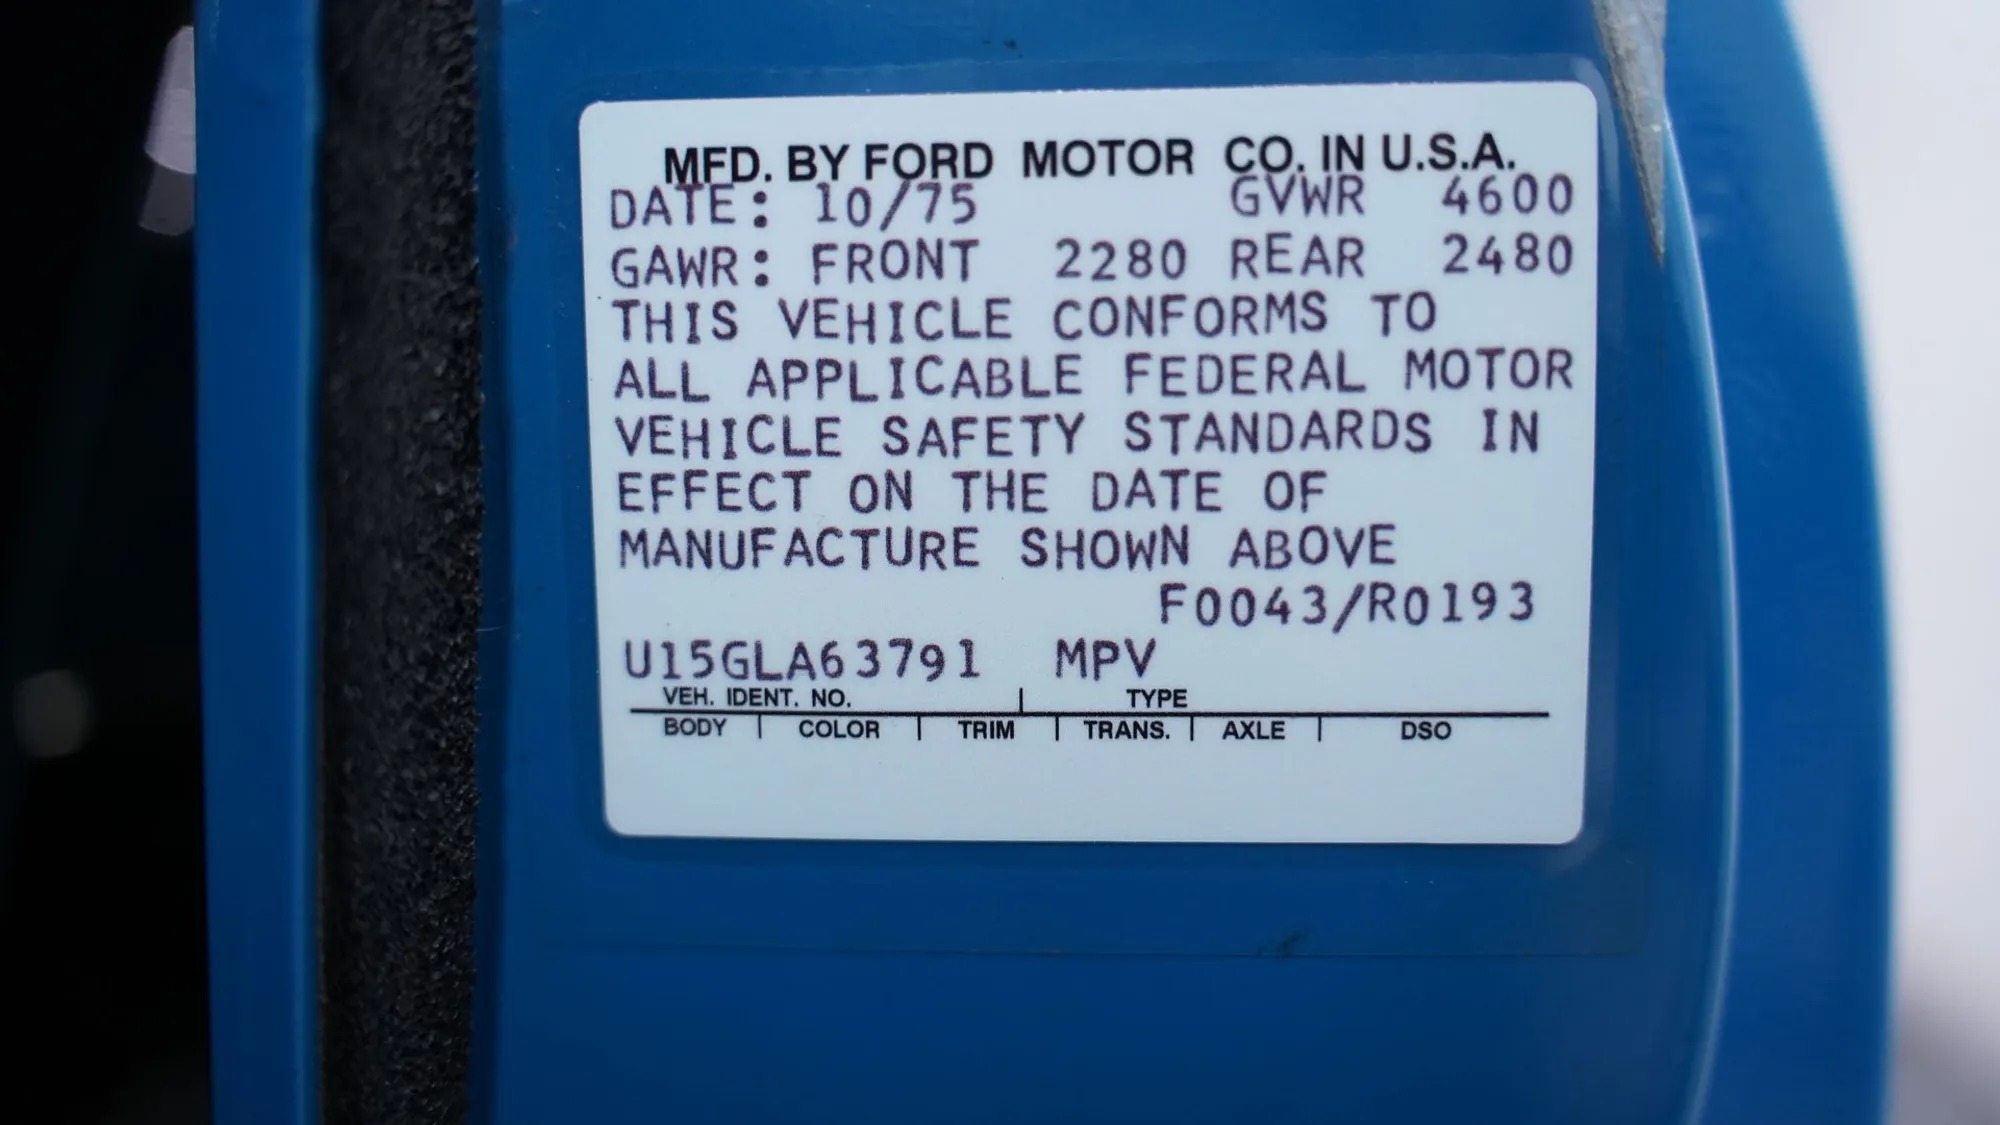 MFD. BY FORD MOTOR CO. IN U.S.A.
DATE: 10/75 GVWR 4600
GAWR: FRONT 2280 REAR 2480
THIS VEHICLE CONFORMS TO
ALL APPLICABLE FEDERAL MOTOR
VEHICLE SAFETY STANDARDS IN
EFFECT ON THE DATE OF
MANUFACTURE SHOWN ABOVE
F0043/R0193
U15GLA63791 MPV
VEH. IDENT. NO. TYPE
BODY COLOR TRIM TRANS. AXLE DSO